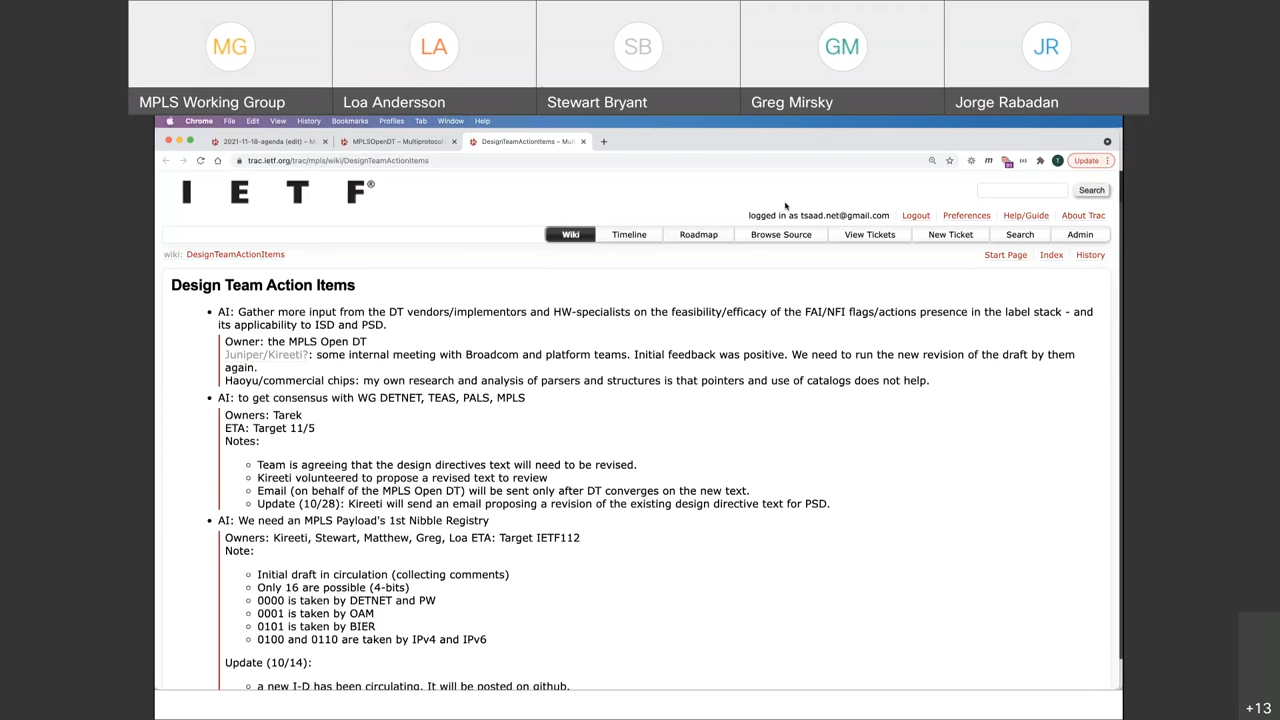 MG
LA
SB
GM
JR
MPLS Working Group
Loa Andersson
Stewart Bryant
Greg Mirsky
Jorge Rabadan
Chrome File Edit View History Bookmarks Profiles Tab Window Help
2021-11-18-agenda (edit) – M
MPLSOpenDT – Multiprotocol
DesignTeamActionItems – Mul
trac.ietf.org/trac/mpls/wiki/DesignTeamActionItems
Update
I E T F®
Search
logged in as tsaad.net@gmail.com Logout Preferences Help/Guide About Trac
Wiki Timeline Roadmap Browse Source View Tickets New Ticket Search Admin
wiki: DesignTeamActionItems
Start Page Index History
Design Team Action Items
AI: Gather more input from the DT vendors/implementors and HW-specialists on the feasibility/efficacy of the FAI/NFI flags/actions presence in the label stack - and
its applicability to ISD and PSD.
Owner: the MPLS Open DT
Juniper/Kireeti?: some internal meeting with Broadcom and platform teams. Initial feedback was positive. We need to run the new revision of the draft by them
again.
Haoyu/commercial chips: my own research and analysis of parsers and structures is that pointers and use of catalogs does not help.
AI: to get consensus with WG DETNET, TEAS, PALS, MPLS
Owners: Tarek
ETA: Target 11/5
Notes:
Team is agreeing that the design directives text will need to be revised.
Kireeti volunteered to propose a revised text to review
Email (on behalf of the MPLS Open DT) will be sent only after DT converges on the new text.
Update (10/28): Kireeti will send an email proposing a revision of the existing design directive text for PSD.
AI: We need an MPLS Payload's 1st Nibble Registry
Owners: Kireeti, Stewart, Matthew, Greg, Loa ETA: Target IETF112
Note:
Initial draft in circulation (collecting comments)
Only 16 are possible (4-bits)
0000 is taken by DETNET and PW
0001 is taken by OAM
0101 is taken by BIER
0100 and 0110 are taken by IPv4 and IPv6
Update (10/14):
a new I-D has been circulating. It will be posted on github.
+13